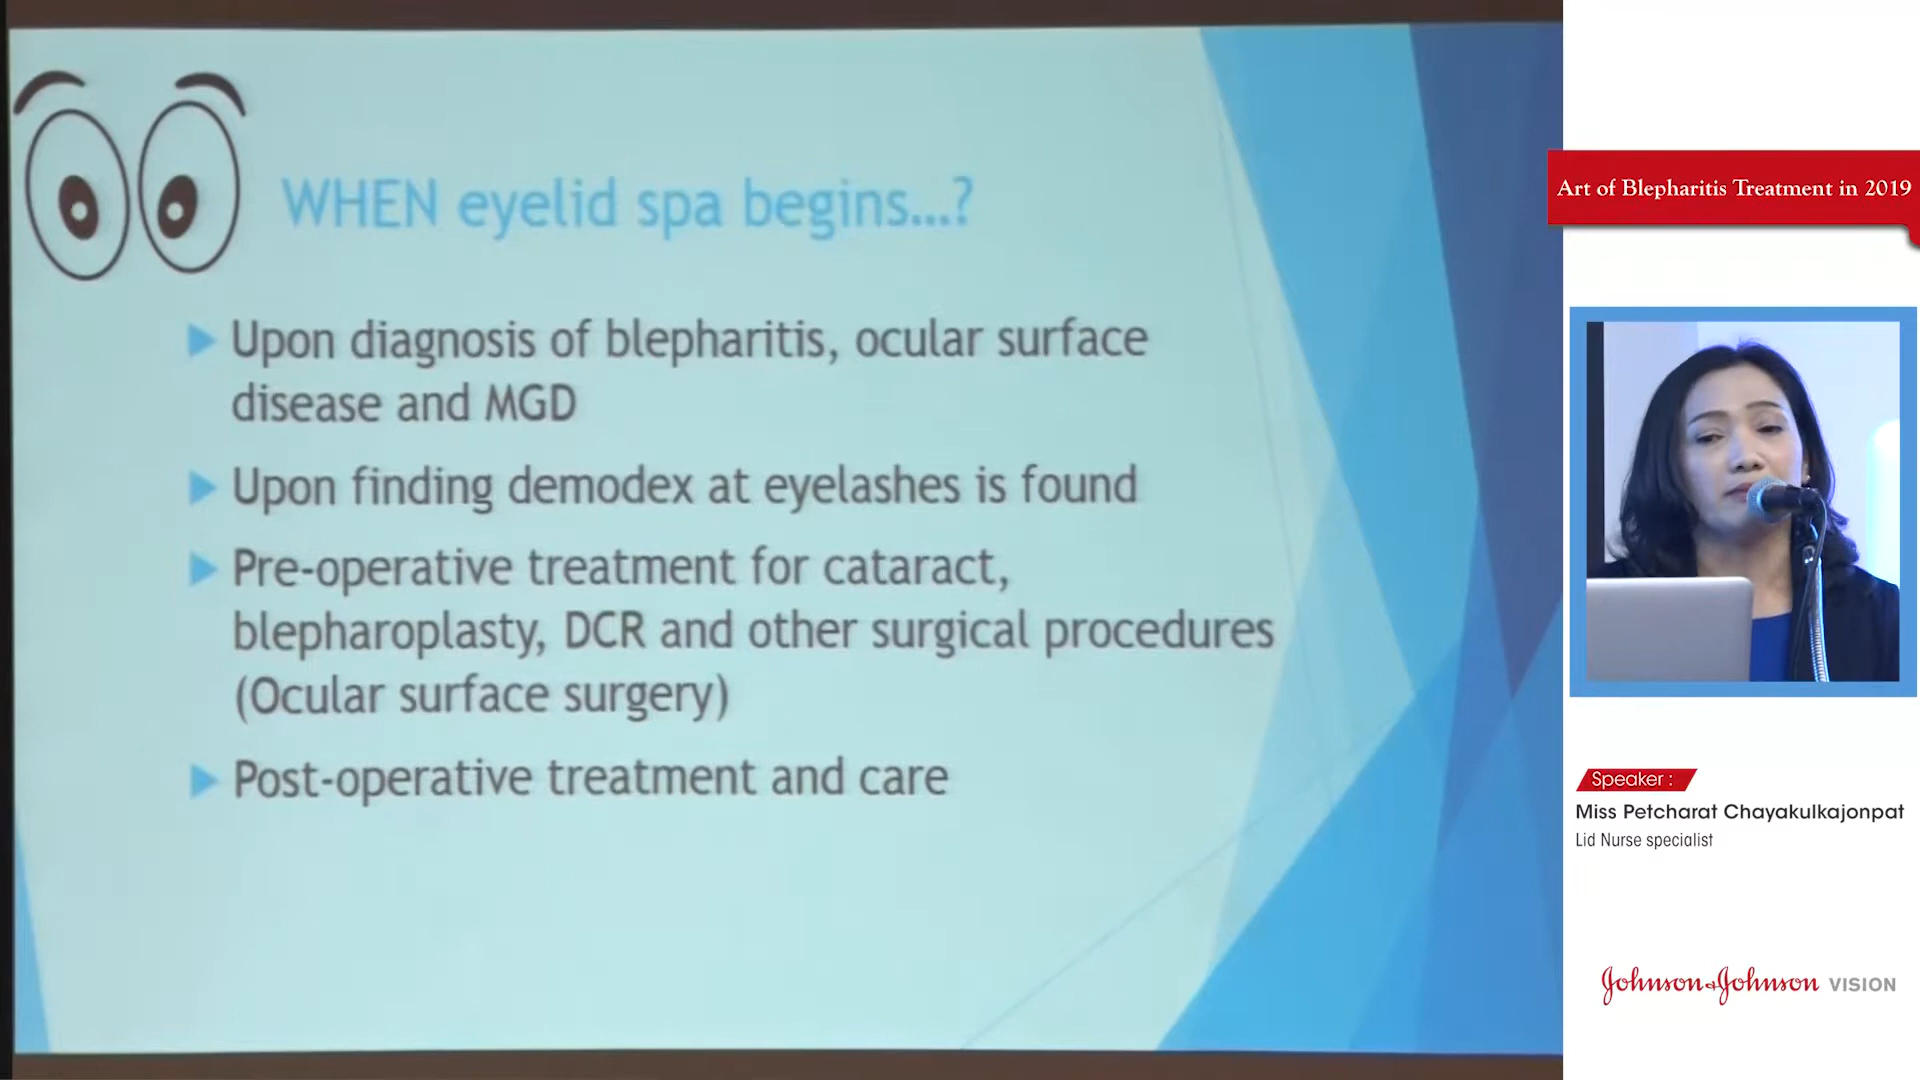 WHEN eyelid spa begins...?
Upon diagnosis of blepharitis, ocular surface
disease and MGD
Upon finding demodex at eyelashes is found
Pre-operative treatment for cataract,
blepharoplasty, DCR and other surgical procedures
(Ocular surface surgery)
Post-operative treatment and care
Art of Blepharitis Treatment in 2019
Speaker :
Miss Petcharat Chayakulkajonpat
Lid Nurse specialist
Johnson & Johnson VISION